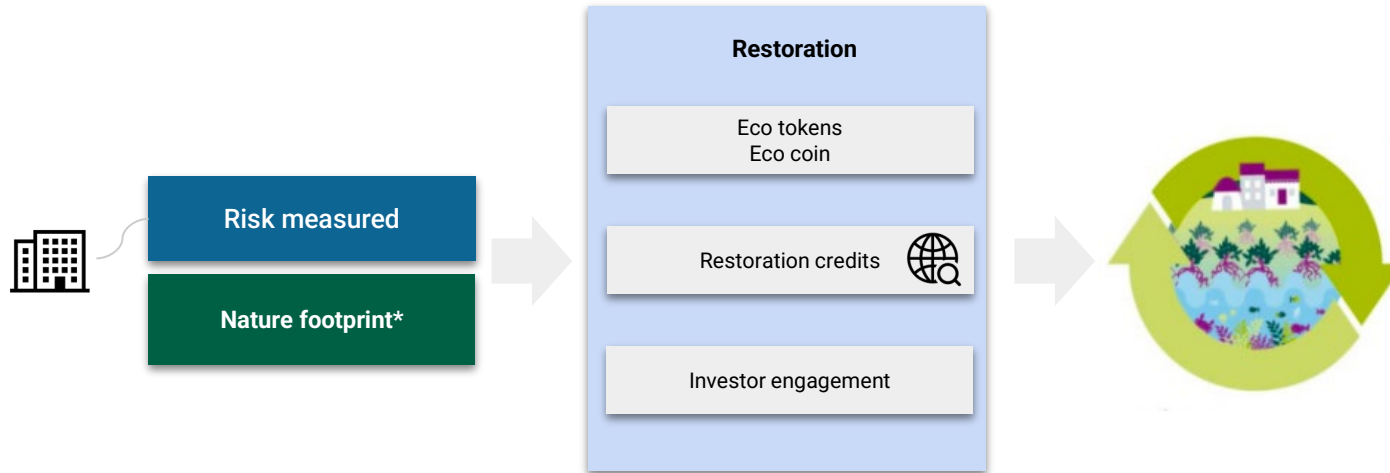 Restoration
Eco tokens
Eco coin
Risk measured
Restoration credits
Nature footprint*
Investor engagement